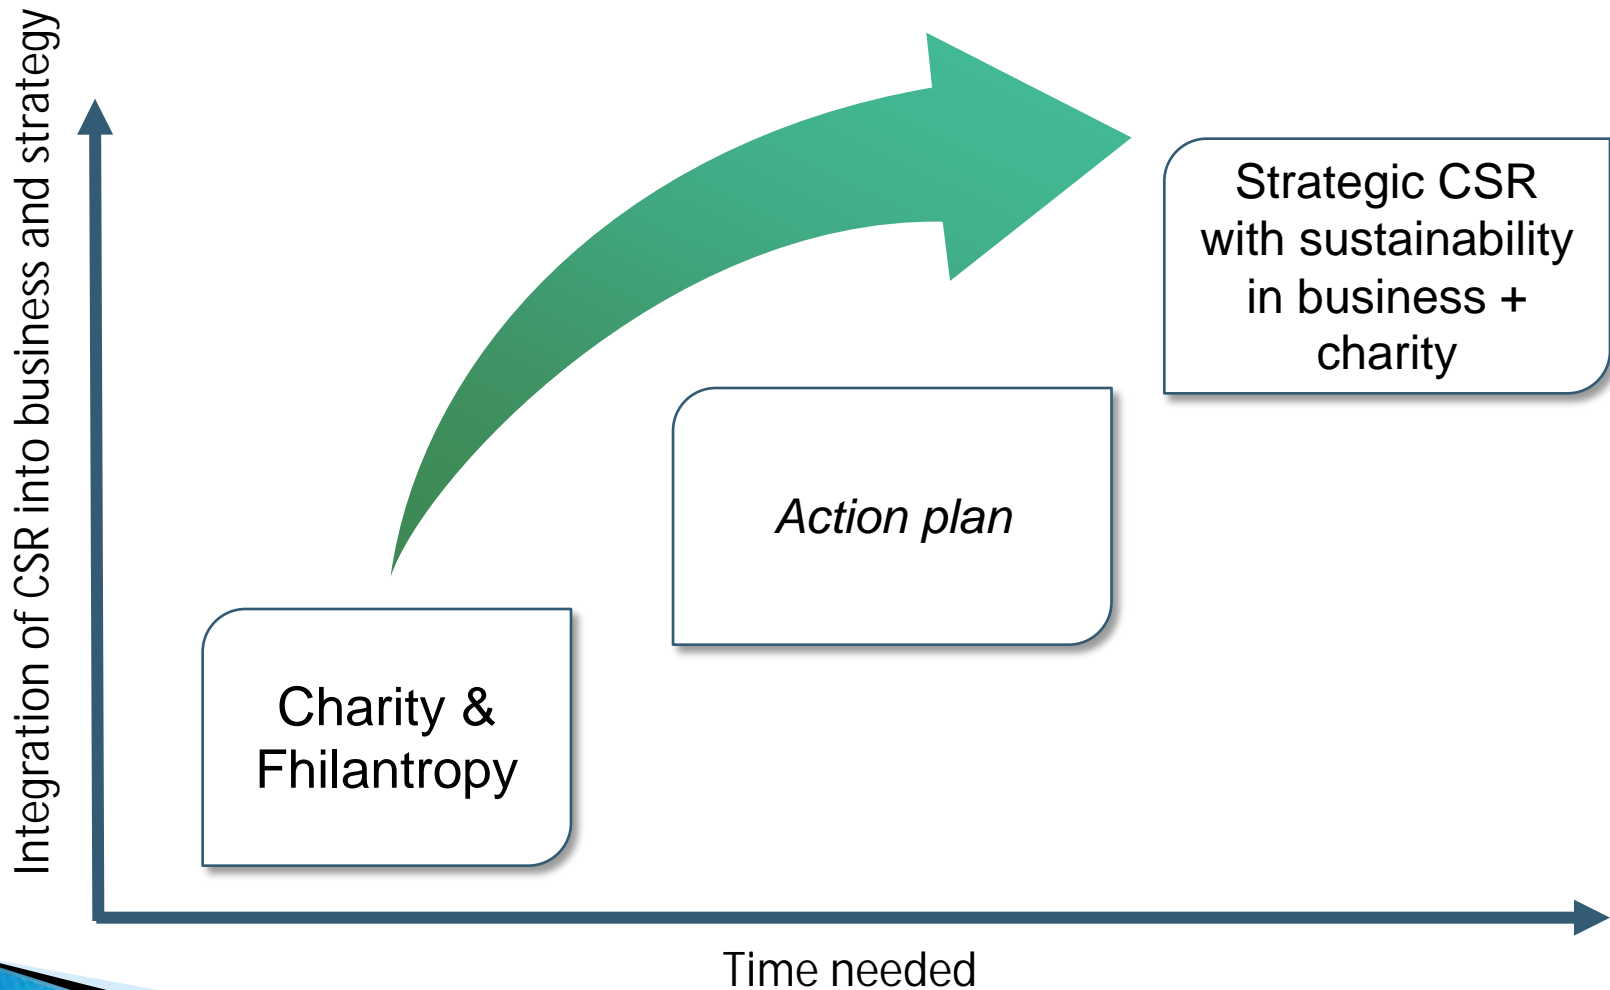 Integration of CSR into business and strategy
Strategic CSR
with sustainability
in business +
charity
Action plan
Charity &
Fhilantropy
Time needed